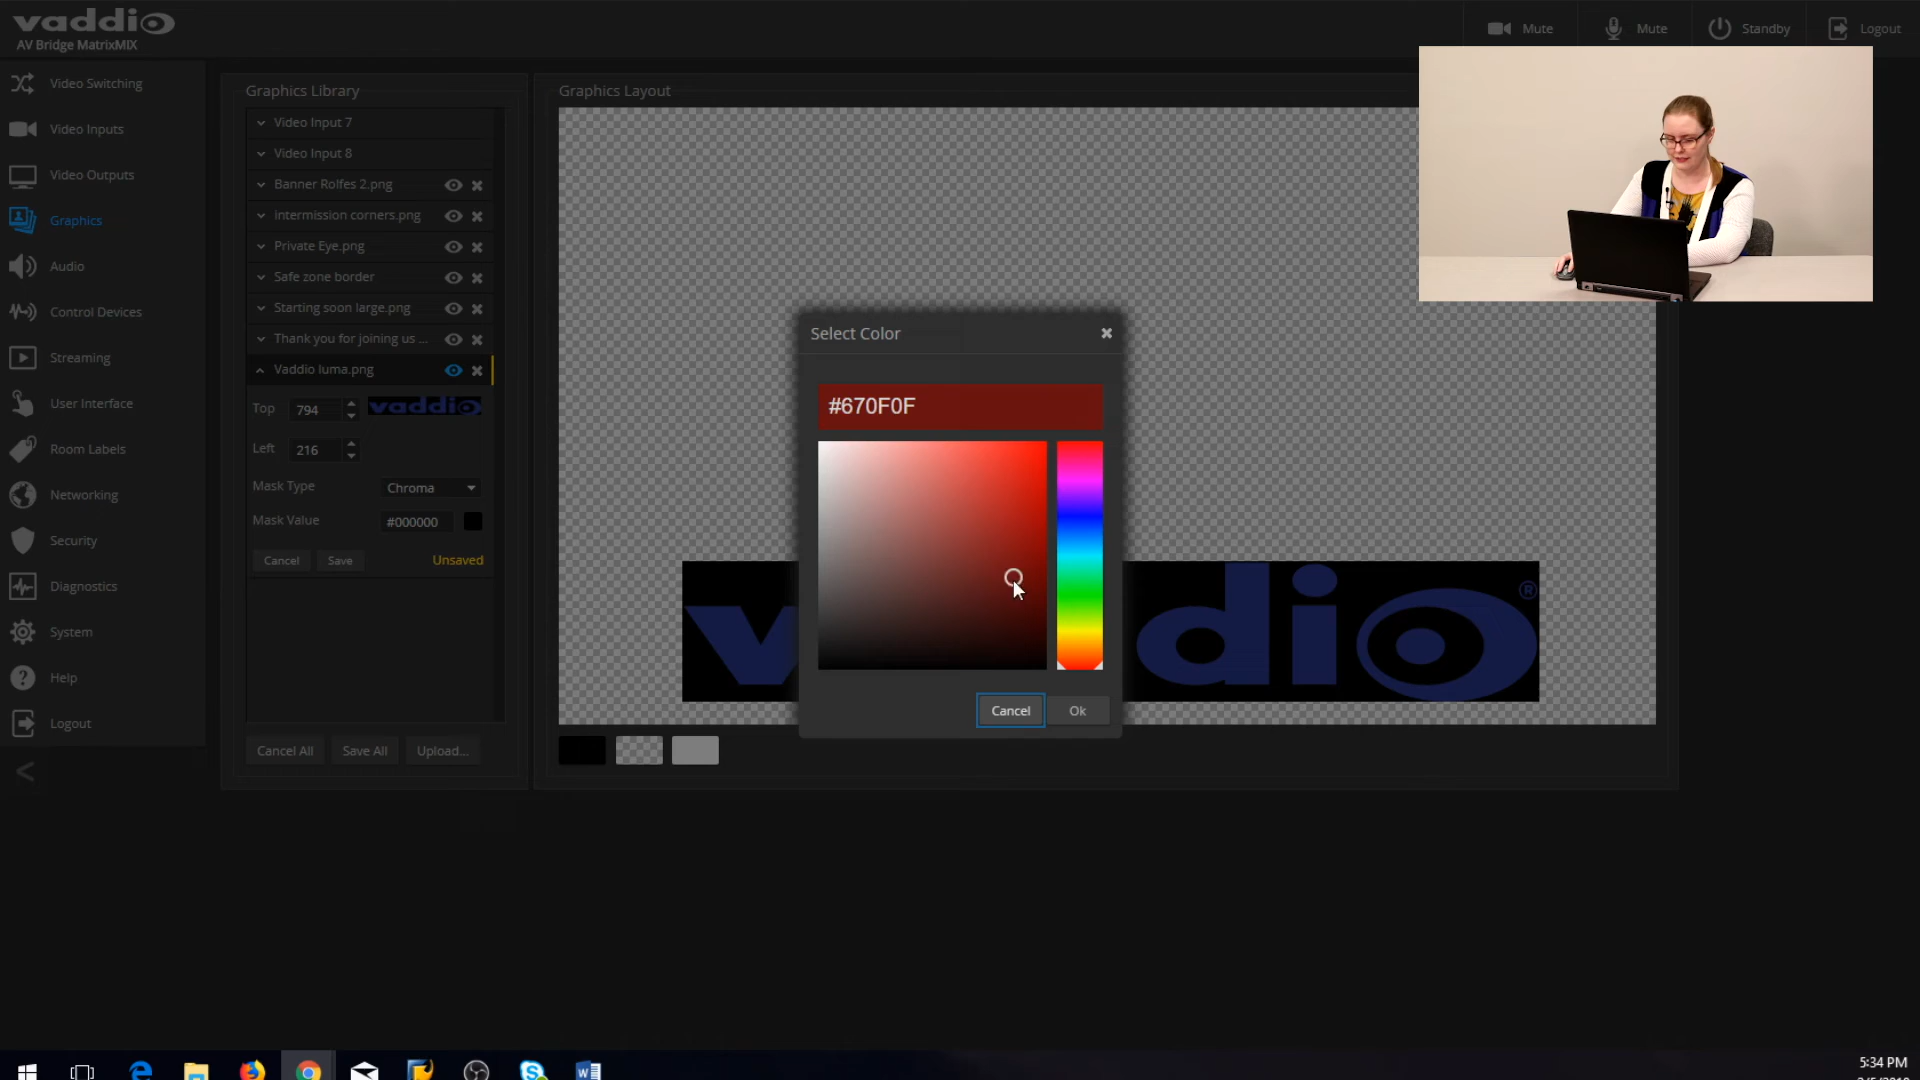 vaddio
AV Bridge MatrixMIX
Mute
Mute
Standby
Logout
Video Switching
Video Inputs
Video Outputs
Graphics
Audio
Control Devices
Streaming
User Interface
Room Labels
Networking
Security
Diagnostics
System
Help
Logout
<
Graphics Library
Video Input 7
Video Input 8
Banner Rolfes 2.png
intermission corners.png
Private Eye.png
Safe zone border
Starting soon large.png
Thank you for joining us ...
Vaddio luma.png
Top 794
vaddio
Left 216
Mask Type Chroma
Mask Value #000000
Cancel Save Unsaved
Cancel All Save All Upload...
Graphics Layout
Select Color
#670F0F
Cancel Ok
v dio®
5:34 PM